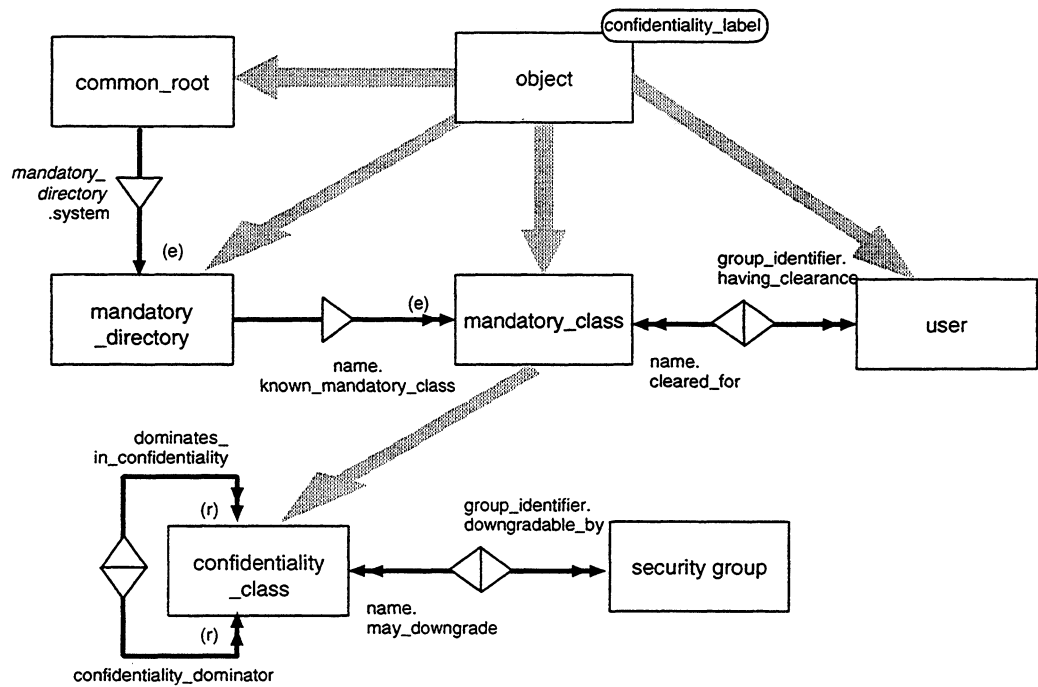 confidentiality_label
common_root
object
mandatory_
directory
.system
(e)
group_identifier.
having_clearance
mandatory
_directory
(e)
mandatory_class
user
name.
known_mandatory_class
name.
cleared_for
dominates_
in_confidentiality
(r)
group_identifier.
downgradable_by
confidentiality
_class
security group
name.
may_downgrade
(r)
confidentiality_dominator